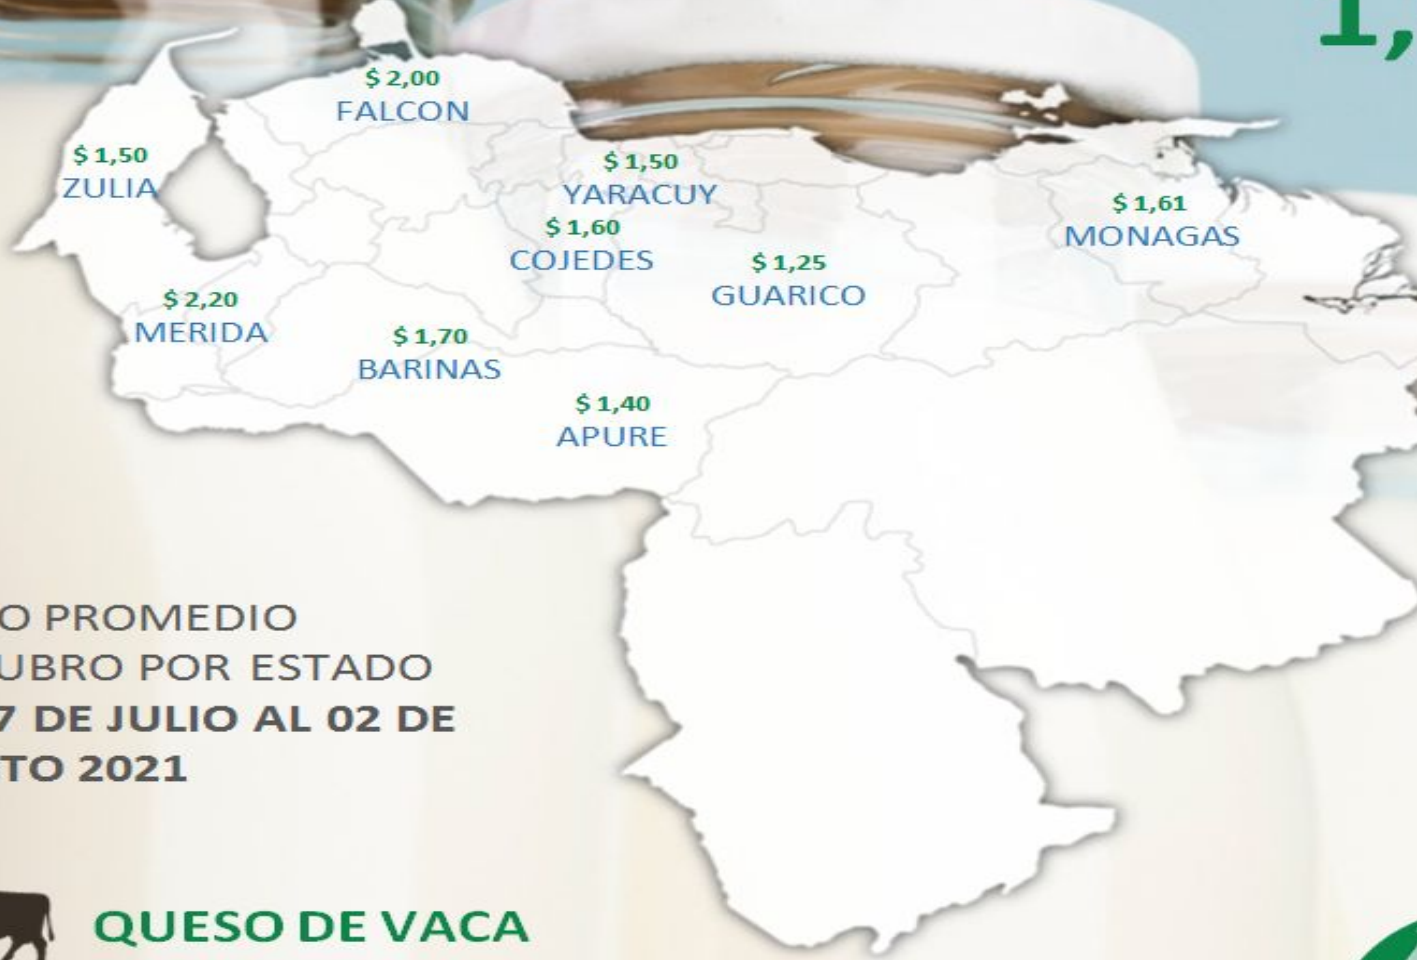 1,
$ 2,00
FALCON
$ 1,50
ZULIA
$ 1,50
YARACUY
$ 1,61
MONAGAS
$ 1,60
COJEDES
$ 1,25
GUARICO
$ 2,20
MERIDA
$ 1,70
BARINAS
$ 1,40
APURE
O PROMEDIO
UBRO POR ESTADO
7 DE JULIO AL 02 DE
TO 2021
QUESO DE VACA